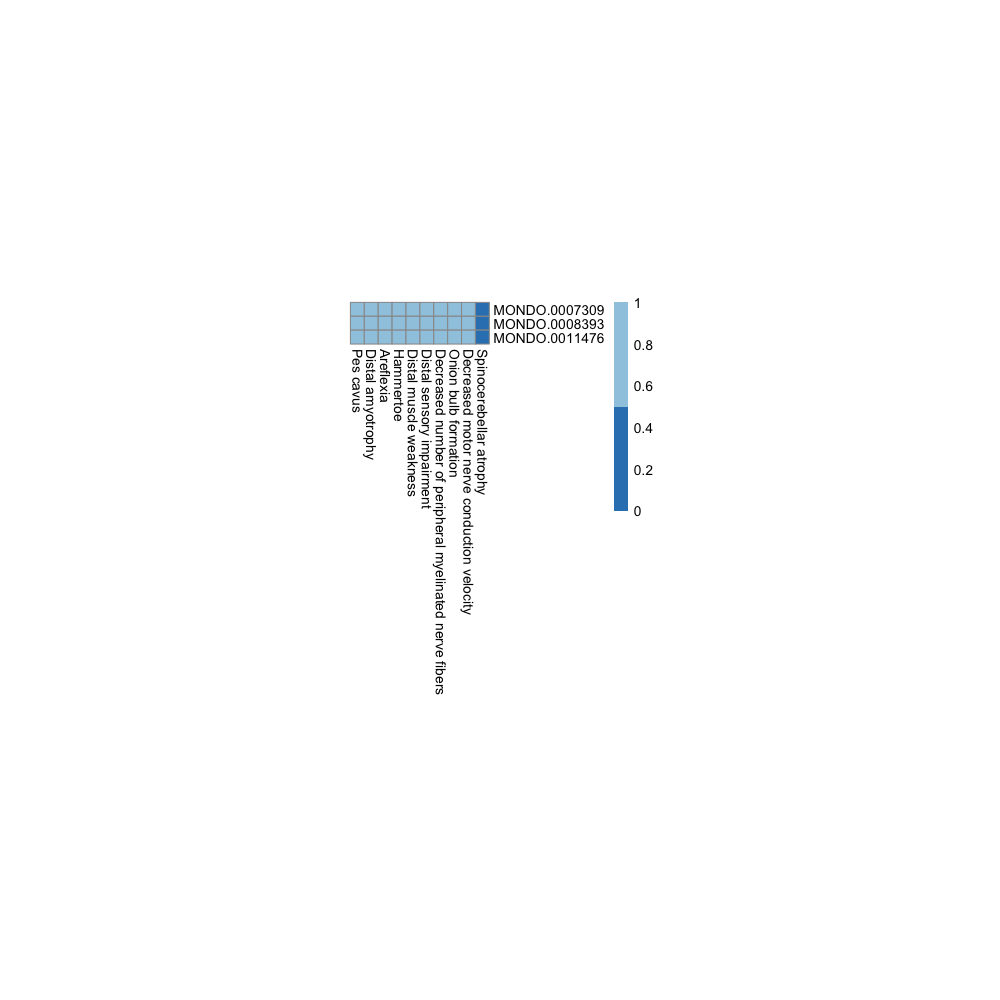 MONDO.0007309
MONDO.0008393
MONDO.0011476
Pes cavus
Distal amyotrophy
Areflexia
Hammertoe
Distal muscle weakness
Distal sensory impairment
Decreased number of peripheral myelinated nerve fibers
Onion bulb formation
Decreased motor nerve conduction velocity
Spinocerebellar atrophy
1
0.8
0.6
0.4
0.2
0